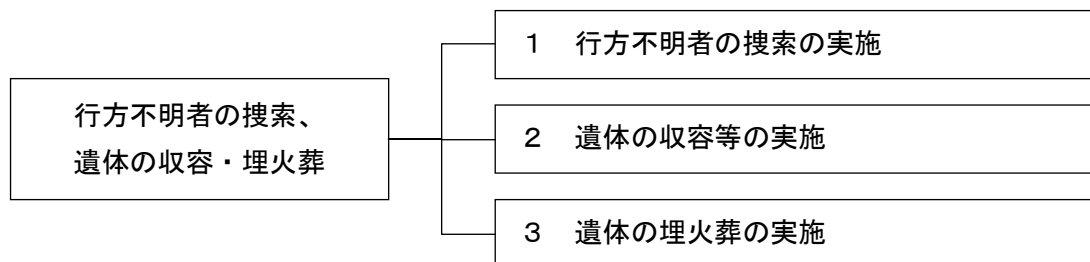 行方不明者の捜索、
遺体の収容・埋火葬
１　行方不明者の捜索の実施
２　遺体の収容等の実施
３　遺体の埋火葬の実施